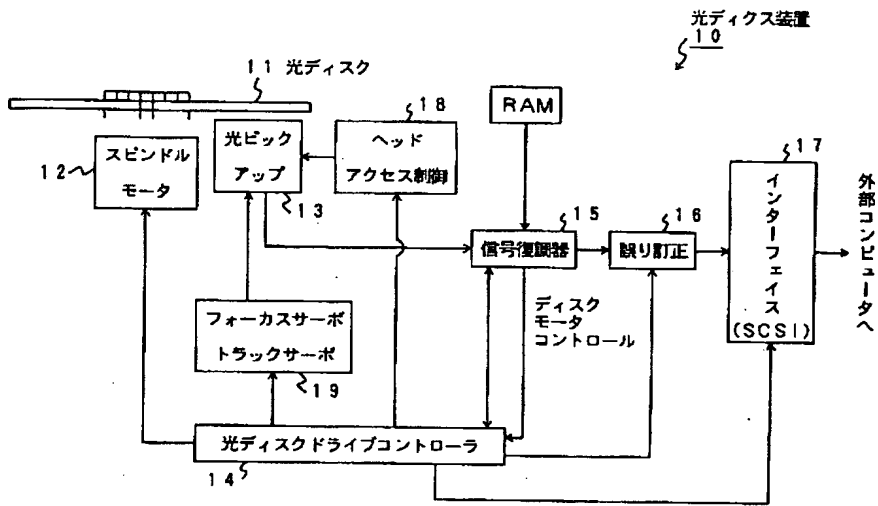 光ディクス装置
10
11 光ディスク
18
RAM
ヘッド
アクセス制御
光ピック
アップ
13
スピンドル
モータ
12
17
インターフェイス
(SCSI)
外部コンピュータへ
15
16
信号復調器
誤り訂正
ディスク
モータ
コントロール
フォーカスサーボ
トラックサーボ
19
光ディスクドライブコントローラ
14